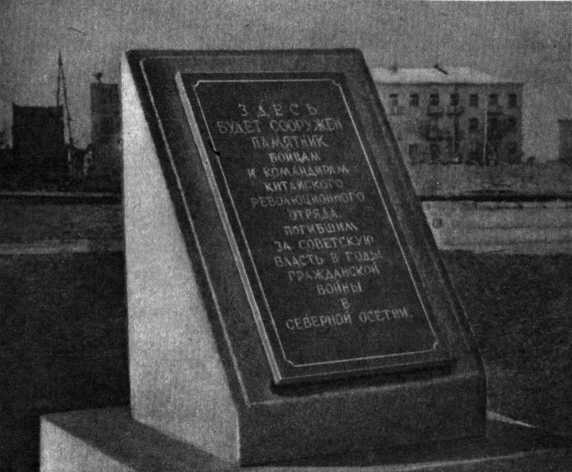 ЗДЕСЬ
БУДЕТ СООРУЖЕН
ПАМЯТНИК
БОЙЦАМ
И КОМАНДИРАМ
КИТАЙСКОГО
РЕВОЛЮЦИОННОГО
ОТРЯДА,
ПОГИБШИМ
ЗА СОВЕТСКУЮ
ВЛАСТЬ В ГОДЫ
ГРАЖДАНСКОЙ
ВОЙНЫ
В
СЕВЕРНОЙ ОСЕТИИ.